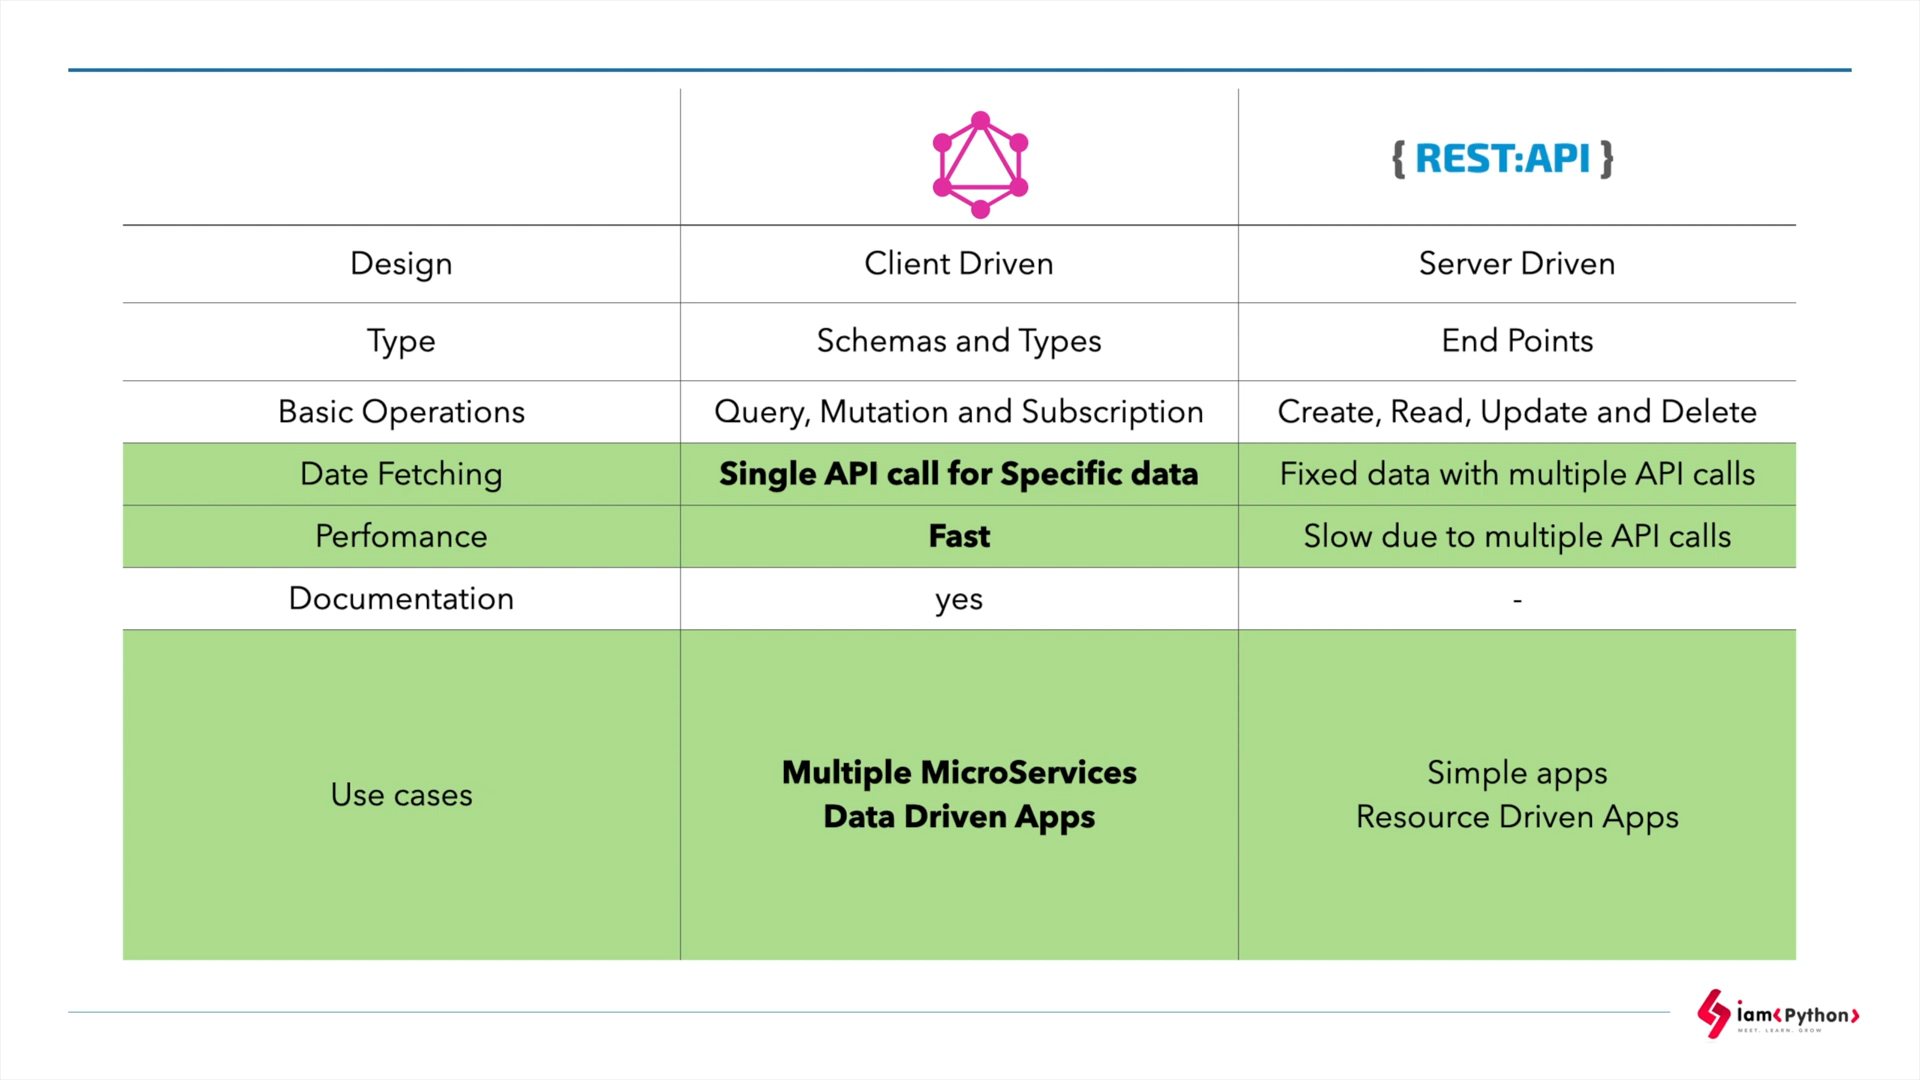 { REST:API }
Design
Client Driven
Server Driven
Type
Schemas and Types
End Points
Basic Operations
Query, Mutation and Subscription
Create, Read, Update and Delete
Date Fetching
Single API call for Specific data
Fixed data with multiple API calls
Perfomance
Fast
Slow due to multiple API calls
Documentation
yes
-
Use cases
Multiple MicroServices
Data Driven Apps
Simple apps
Resource Driven Apps
iam<Python>
MEET. LEARN. GROW